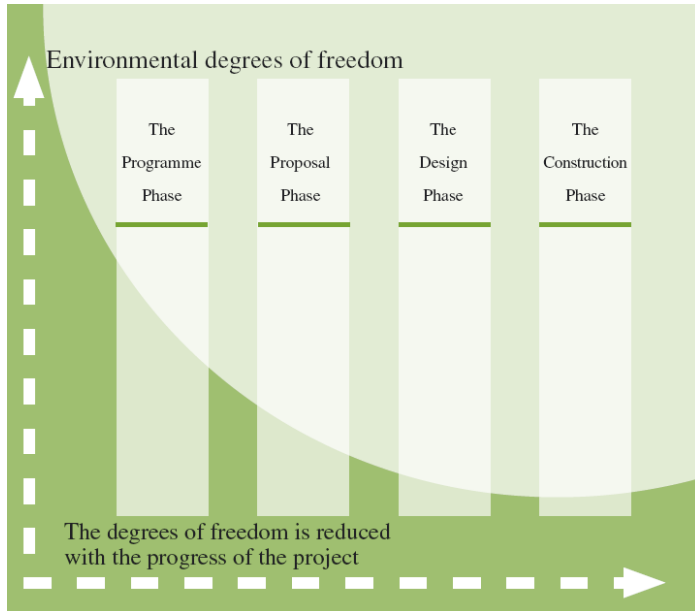 Environmental degrees of freedom
The
Programme
Phase
The
Proposal
Phase
The
Design
Phase
The
Construction
Phase
The degrees of freedom is reduced
with the progress of the project